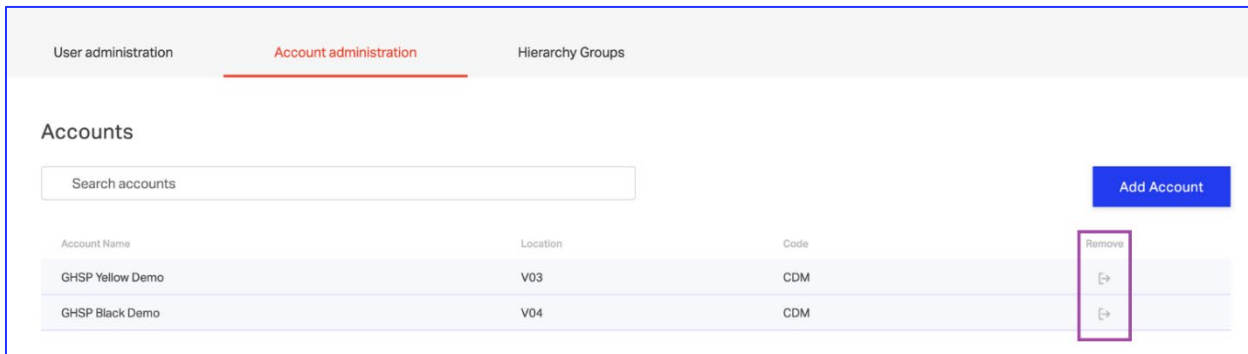 User administration Account administration Hierarchy Groups
Accounts
Search accounts Add Account
Account Name Location Code Remove
GHSP Yellow Demo V03 CDM
GHSP Black Demo V04 CDM